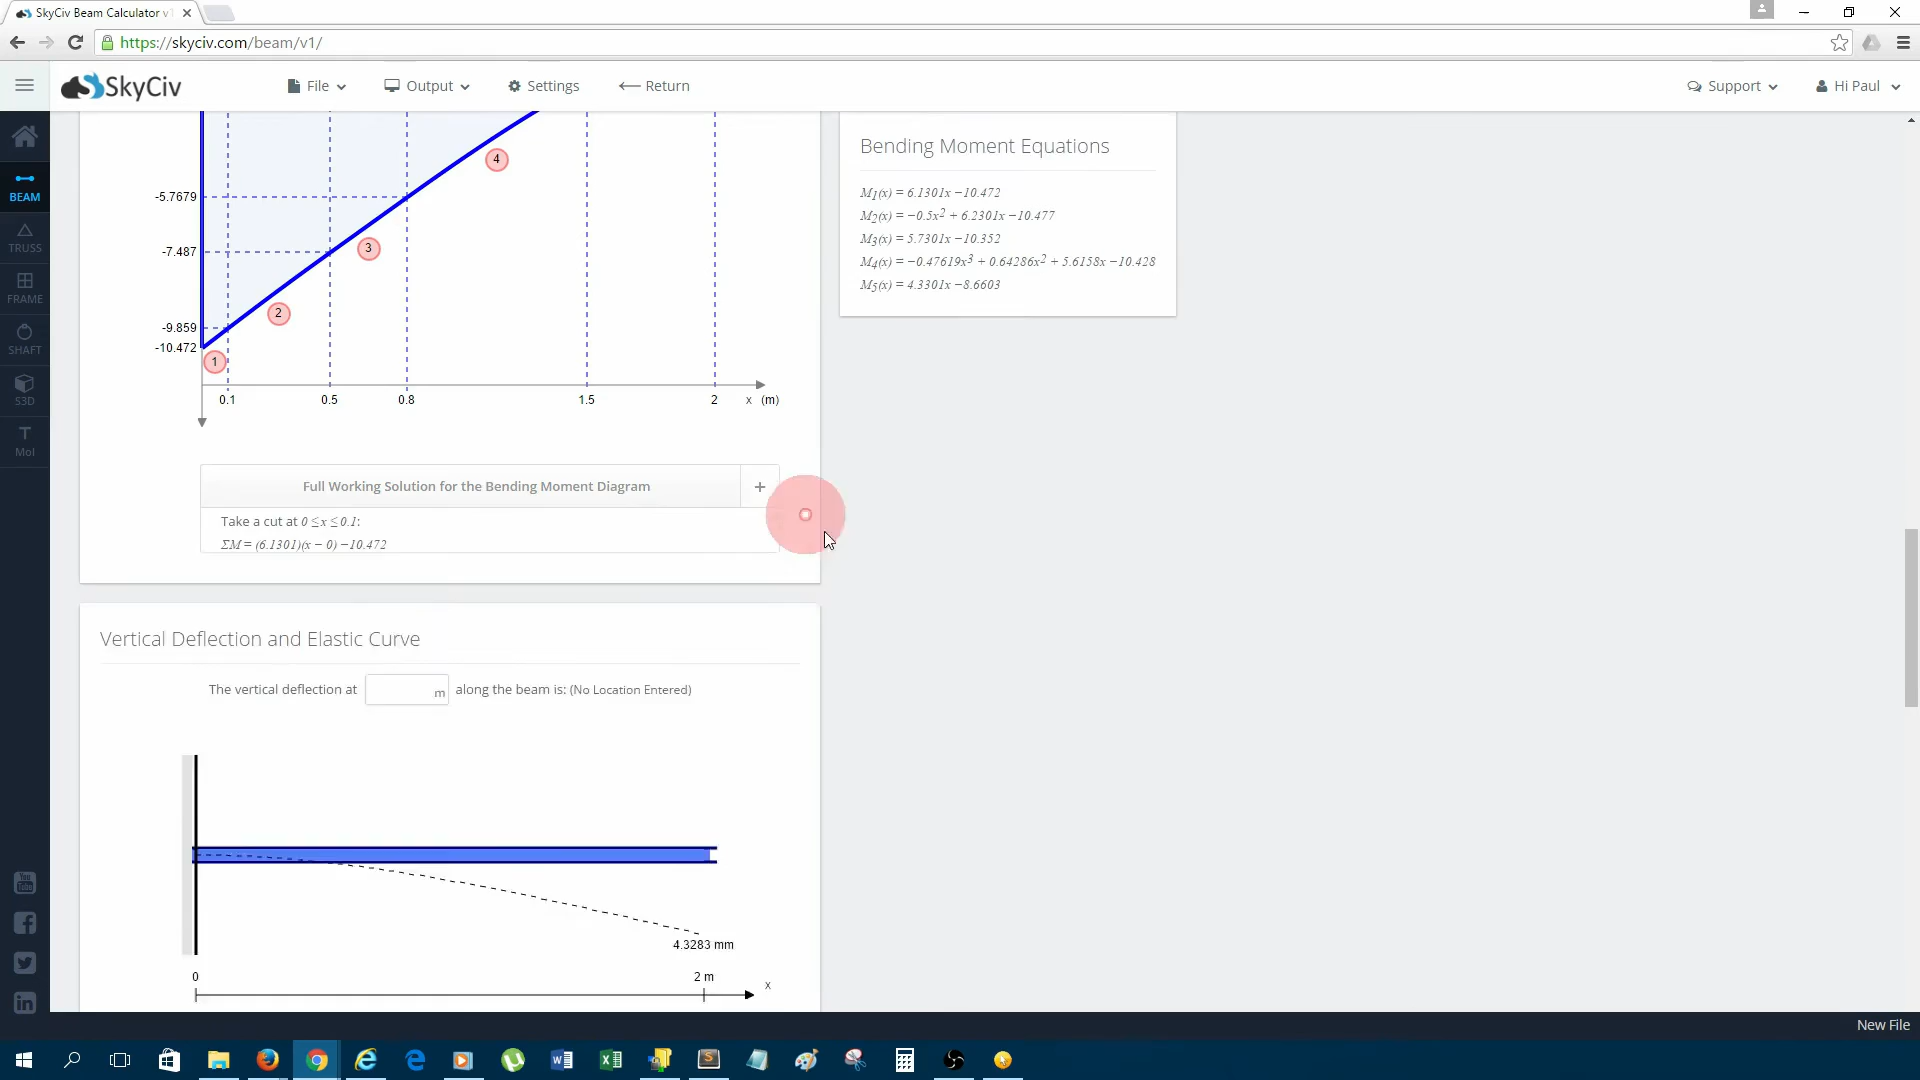 SkyCiv Beam Calculator v1
https://skyciv.com/beam/v1/
SkyCiv
File
Output
Settings
Return
Support
Hi Paul
BEAM
TRUSS
FRAME
SHAFT
S3D
MoI
4
-5.7679
3
-7.487
2
-9.859
-10.472
1
0.1 0.5 0.8 1.5 2 x (m)
Full Working Solution for the Bending Moment Diagram +
Take a cut at 0 ≤ x ≤ 0.1:
ΣM = (6.1301)(x − 0) −10.472
Bending Moment Equations
M1(x) = 6.1301x −10.472
M2(x) = −0.5x² + 6.2301x −10.477
M3(x) = 5.7301x −10.352
M4(x) = −0.47619x³ + 0.64286x² + 5.6158x −10.428
M5(x) = 4.3301x −8.6603
Vertical Deflection and Elastic Curve
The vertical deflection at m along the beam is: (No Location Entered)
4.3283 mm
0 2 m x
New File